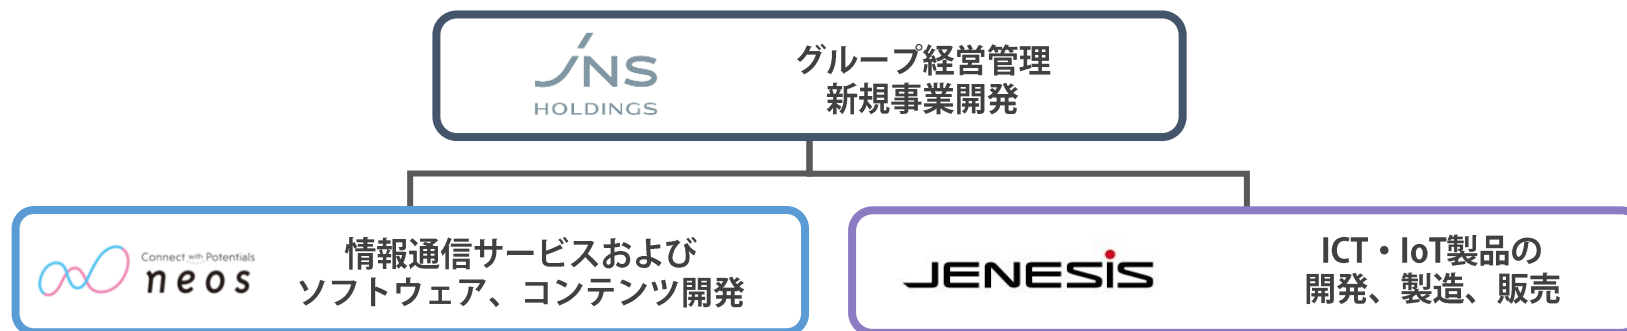 JNS
HOLDINGS
グループ経営管理
新規事業開発
Connect with Potentials
neos
情報通信サービスおよび
ソフトウェア、コンテンツ開発
JENESIS
ICT・IoT製品の
開発、製造、販売